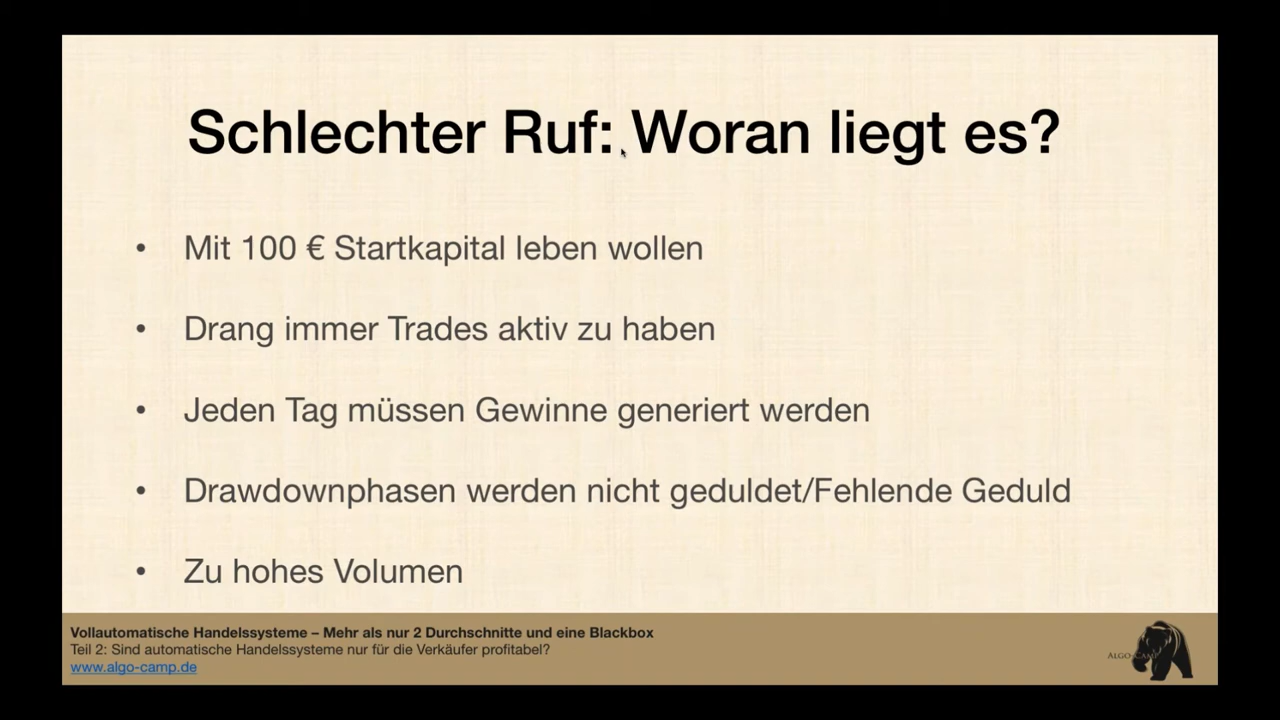 Schlechter Ruf: Woran liegt es?
• Mit 100 € Startkapital leben wollen
• Drang immer Trades aktiv zu haben
• Jeden Tag müssen Gewinne generiert werden
• Drawdownphasen werden nicht geduldet/Fehlende Geduld
• Zu hohes Volumen
Vollautomatische Handelssysteme – Mehr als nur 2 Durchschnitte und eine Blackbox
Teil 2: Sind automatische Handelssysteme nur für die Verkäufer profitabel?
www.algo-camp.de
ALGO-CAMP